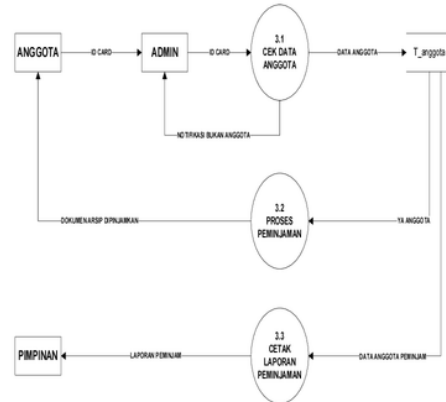 ANGGOTA
ID CARD
ADMIN
ID CARD
3.1
CEK DATA
ANGGOTA
DATA ANGGOTA
T_anggota
NOTIFIKASI BUKAN ANGGOTA
DOKUMEN ARSIP DIPINJAMKAN
3.2
PROSES
PEMINJAMAN
YA ANGGOTA
PIMPINAN
LAPORAN PEMINJAM
3.3
CETAK
LAPORAN
PEMINJAMAN
DATA ANGGOTA PEMINJAM